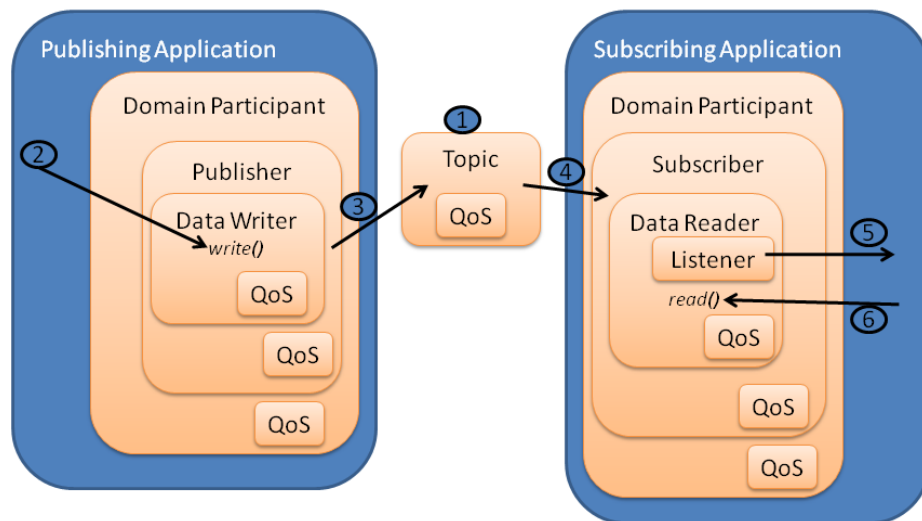 Publishing Application
Domain Participant
2
Publisher
Data Writer
write()
QoS
QoS
QoS
3
1
Topic
QoS
4
Subscribing Application
Domain Participant
Subscriber
Data Reader
Listener
read()
QoS
QoS
QoS
5
6